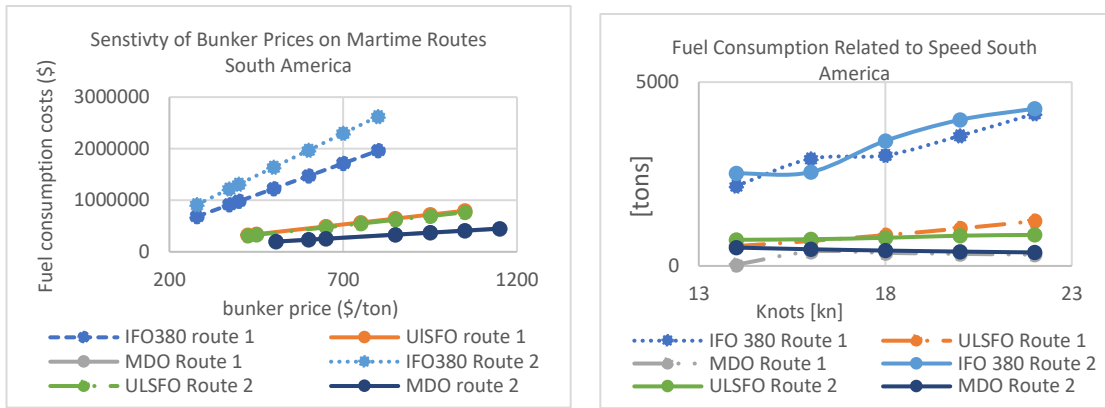 Senstivty of Bunker Prices on Martime Routes
South America
Fuel consumption costs ($)
3000000
2000000
1000000
0
200
700
1200
bunker price ($/ton)
IFO380 route 1
UlSFO route 1
MDO Route 1
IFO380 Route 2
ULSFO Route 2
MDO route 2
Fuel Consumption Related to Speed South
America
[tons]
5000
0
13
18
23
Knots [kn]
IFO 380 Route 1
ULSFO Route 1
MDO Route 1
IFO 380 Route 2
ULSFO Route 2
MDO Route 2